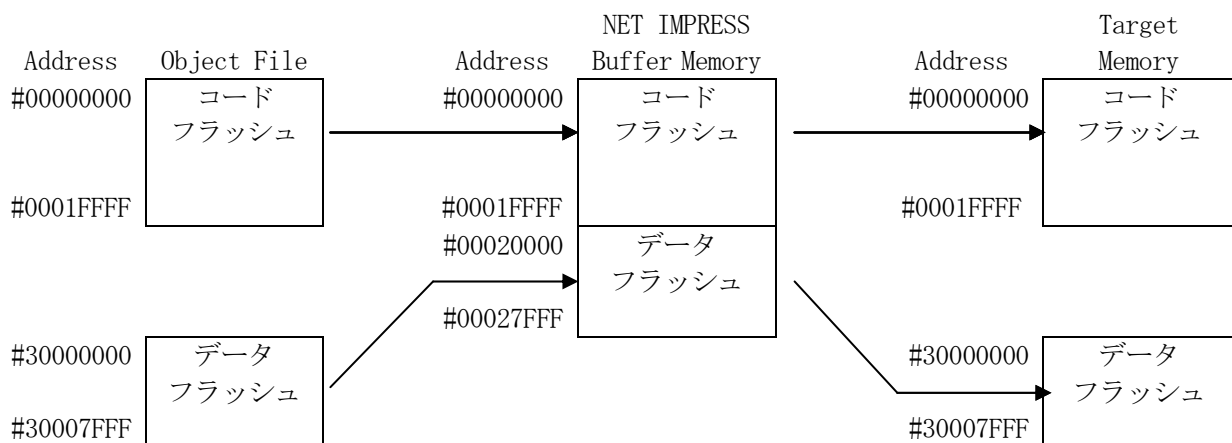 NET IMPRESS Target
Address Object File Address Buffer Memory Address Memory
#00000000 コード #00000000 コード #00000000 コード
フラッシュ フラッシュ フラッシュ
#0001FFFF #0001FFFF #0001FFFF
#00020000 データ
フラッシュ
#00027FFF
#30000000 データ #30000000 データ
フラッシュ フラッシュ
#30007FFF #30007FFF